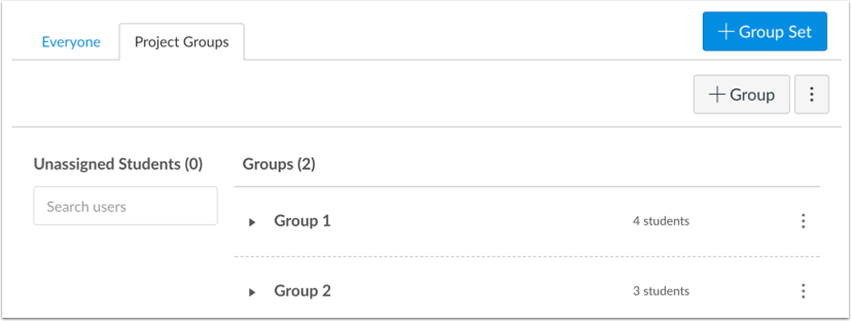 Everyone
Project Groups
+ Group Set
+ Group
Unassigned Students (0)
Groups (2)
Search users
Group 1
4 students
Group 2
3 students